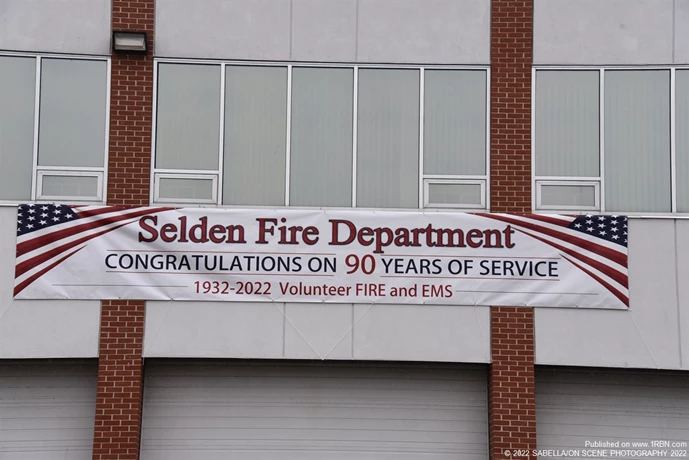 Selden Fire Department
CONGRATULATIONS ON 90 YEARS OF SERVICE
1932-2022 Volunteer FIRE and EMS
Published on www.1RBN.com
© 2022 SABELLA/ON SCENE PHOTOGRAPHY 2022